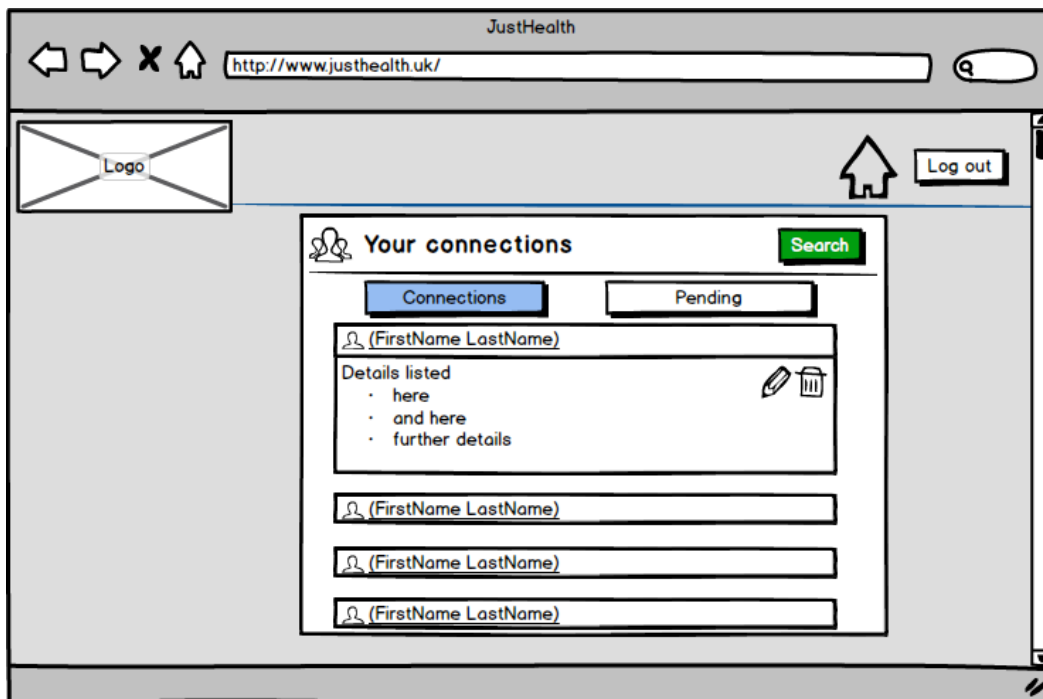 JustHealth
http://www.justhealth.uk/
Logo
Log out
Your connections
Search
Connections
Pending
(FirstName LastName)
Details listed
· here
· and here
· further details
(FirstName LastName)
(FirstName LastName)
(FirstName LastName)